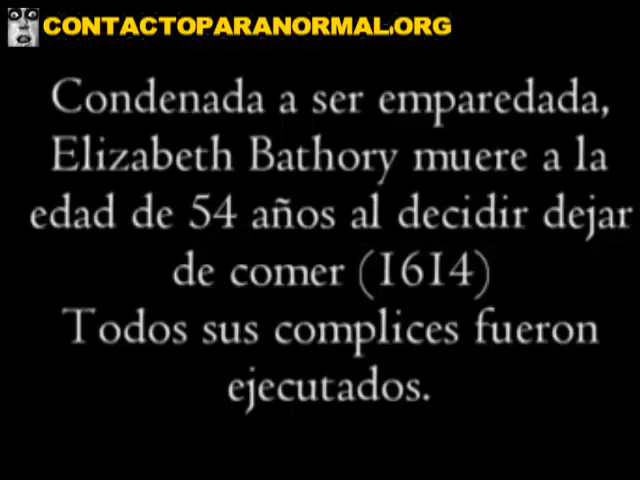 CONTACTOPARANORMAL.ORG
Condenada a ser emparedada,
Elizabeth Bathory muere a la
edad de 54 años al decidir dejar
de comer (1614)
Todos sus complices fueron
ejecutados.